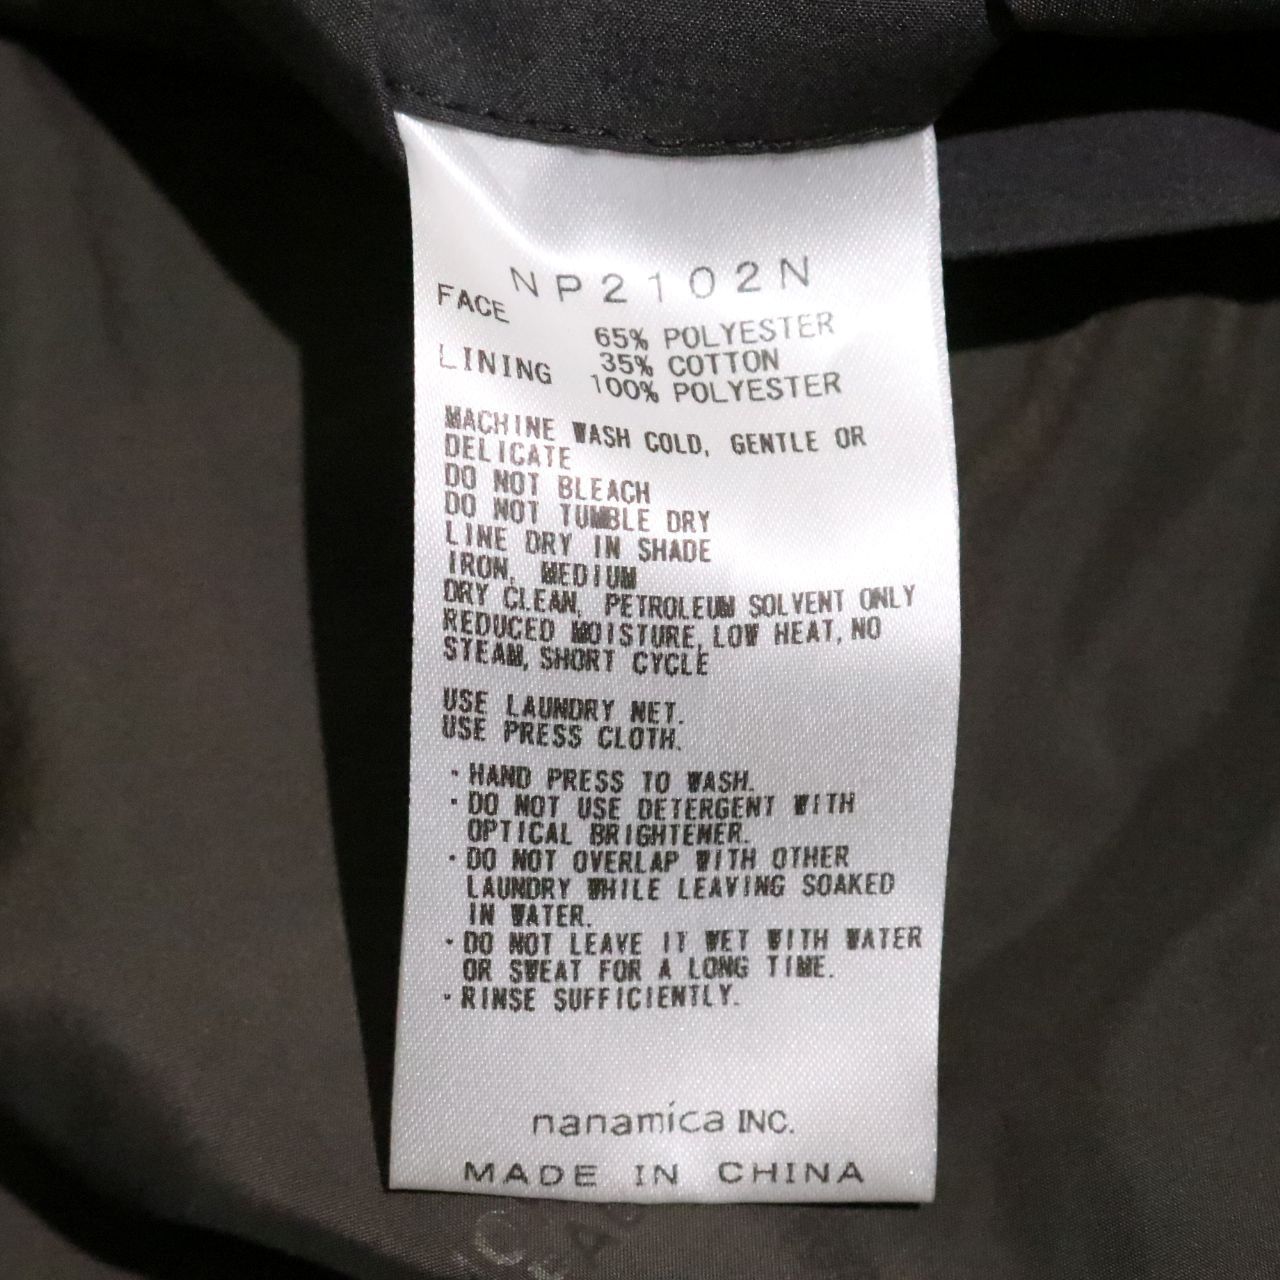 NP2102N
FACE 65% POLYESTER
35% COTTON
LINING 100% POLYESTER
MACHINE WASH COLD, GENTLE OR
DELICATE
DO NOT BLEACH
DO NOT TUMBLE DRY
LINE DRY IN SHADE
IRON, MEDIUM
DRY CLEAN, PETROLEUM SOLVENT ONLY
REDUCED MOISTURE, LOW HEAT, NO
STEAM, SHORT CYCLE
USE LAUNDRY NET.
USE PRESS CLOTH.
・HAND PRESS TO WASH.
・DO NOT USE DETERGENT WITH
OPTICAL BRIGHTENER.
・DO NOT OVERLAP WITH OTHER
LAUNDRY WHILE LEAVING SOAKED
IN WATER.
・DO NOT LEAVE IT WET WITH WATER
OR SWEAT FOR A LONG TIME.
・RINSE SUFFICIENTLY.
nanamica INC.
MADE IN CHINA